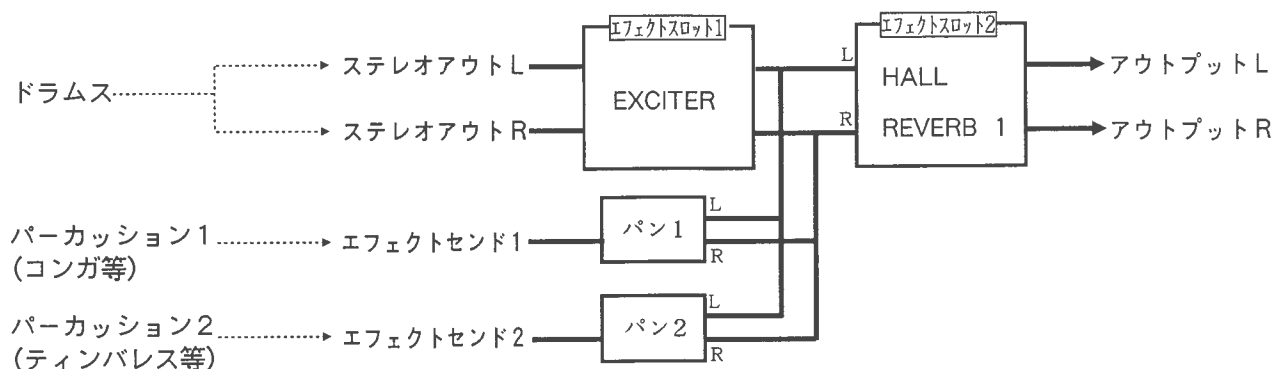 エフェクトスロット1
エフェクトスロット2
ドラムス
ステレオアウトL
ステレオアウトR
EXCITER
L
R
HALL
REVERB 1
アウトプットL
アウトプットR
パーカッション1
(コンガ等)
エフェクトセンド1
パン1
L
R
パーカッション2
(ティンバレス等)
エフェクトセンド2
パン2
L
R